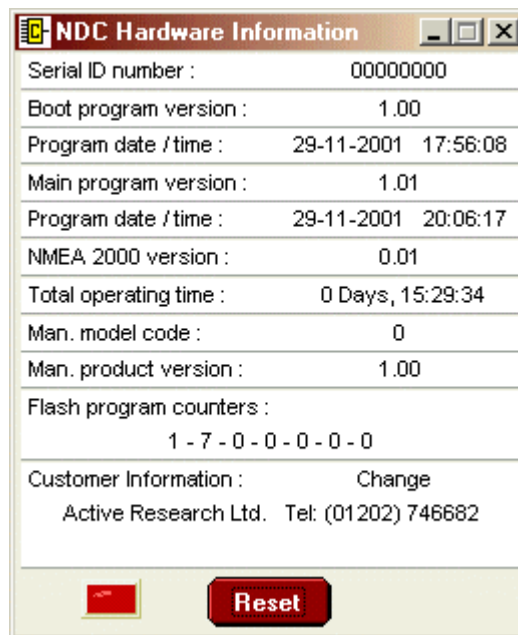 NDC Hardware Information
Serial ID number : 00000000
Boot program version : 1.00
Program date / time : 29-11-2001 17:56:08
Main program version : 1.01
Program date / time : 29-11-2001 20:06:17
NMEA 2000 version : 0.01
Total operating time : 0 Days, 15:29:34
Man. model code : 0
Man. product version : 1.00
Flash program counters :
1 - 7 - 0 - 0 - 0 - 0 - 0 - 0
Customer Information : Change
Active Research Ltd. Tel: (01202) 746682
Reset